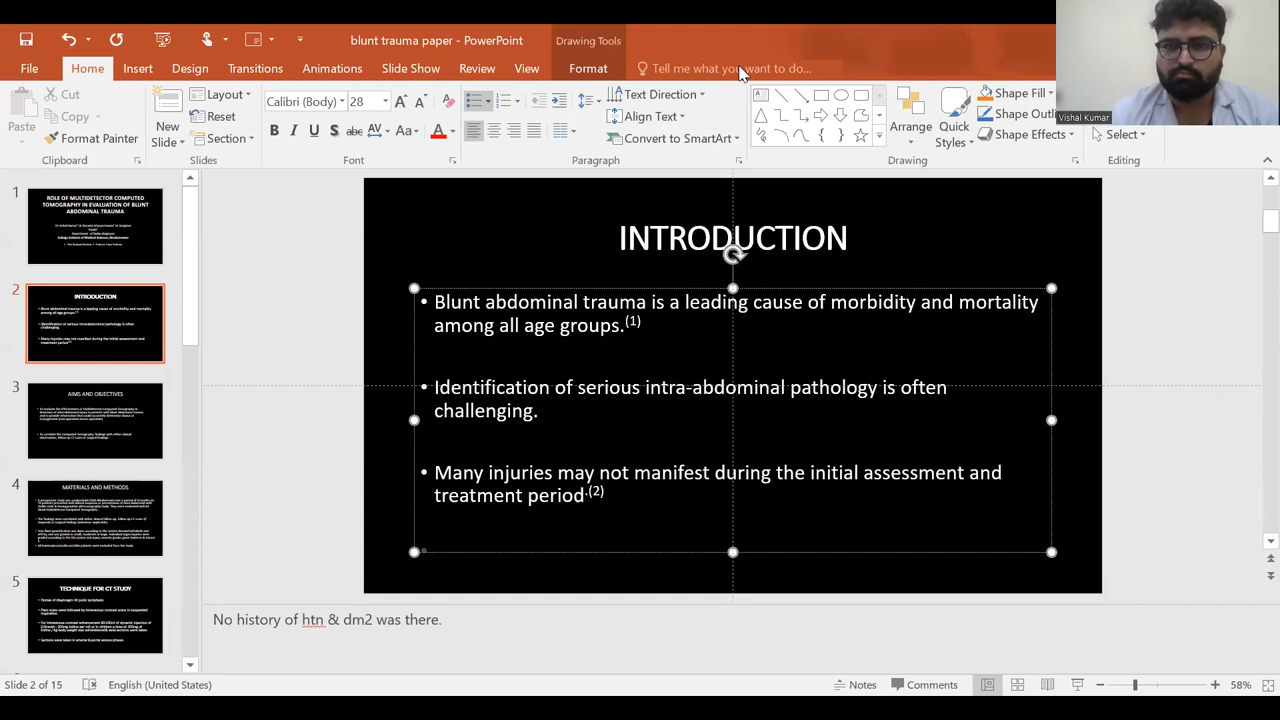 blunt trauma paper - PowerPoint
Drawing Tools
File Home Insert Design Transitions Animations Slide Show Review View Format Tell me what you want to do...
Paste
Cut
Copy
Format Painter
Clipboard
New Slide
Layout
Reset
Section
Slides
Calibri (Body) 28
Font
Text Direction
Align Text
Convert to SmartArt
Paragraph
Arrange
Quick Styles
Shape Fill
Shape Outli
Shape Effects
Drawing
Select
Editing
Vishal Kumar
1
ROLE OF MULTIDETECTOR COMPUTED
TOMOGRAPHY IN EVALUATION OF BLUNT
ABDOMINAL TRAUMA
2
INTRODUCTION
3
AIMS AND OBJECTIVES
4
MATERIALS AND METHODS
5
TECHNIQUE FOR CT STUDY
INTRODUCTION
• Blunt abdominal trauma is a leading cause of morbidity and mortality
among all age groups.(1)
• Identification of serious intra-abdominal pathology is often
challenging.
• Many injuries may not manifest during the initial assessment and
treatment period.(2)
No history of htn & dm2 was there.
Slide 2 of 15 English (United States) Notes Comments 58%